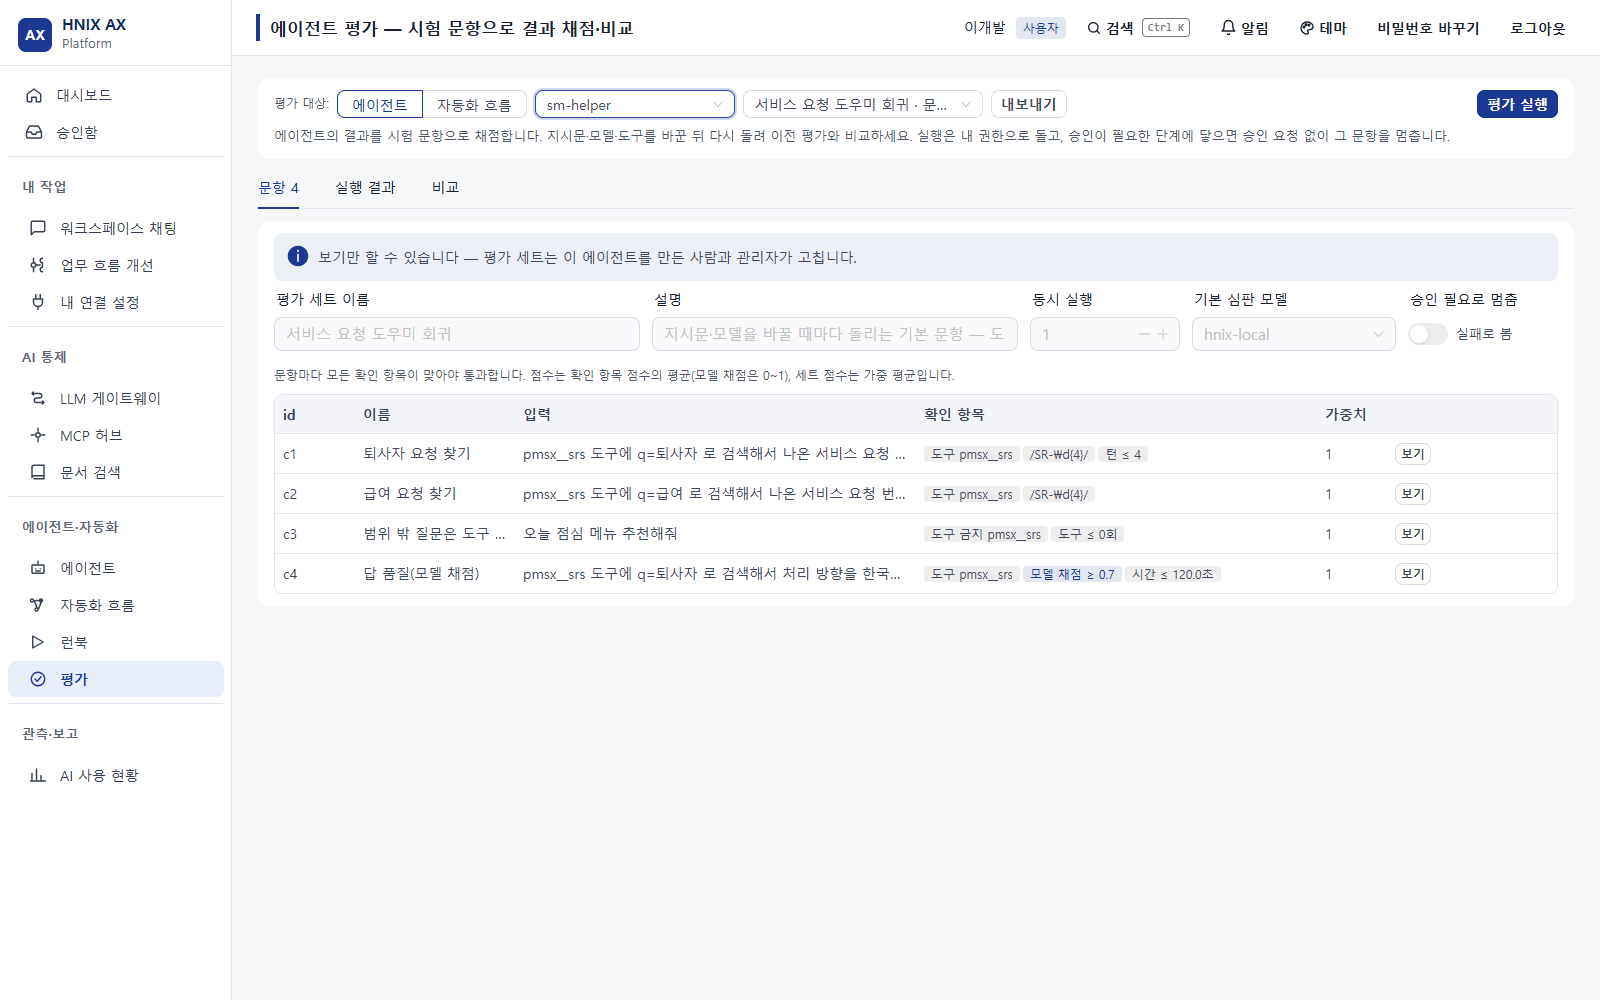 AX
HNIX AX
Platform
대시보드
승인함
내 작업
워크스페이스 채팅
업무 흐름 개선
내 연결 설정
AI 통제
LLM 게이트웨이
MCP 허브
문서 검색
에이전트·자동화
에이전트
자동화 흐름
런북
평가
관측·보고
AI 사용 현황
에이전트 평가 — 시험 문항으로 결과 채점·비교
이개발 사용자 검색 Ctrl K 알림 테마 비밀번호 바꾸기 로그아웃
평가 대상: 에이전트 자동화 흐름 sm-helper 서비스 요청 도우미 회귀 · 문... 내보내기 평가 실행
에이전트의 결과를 시험 문항으로 채점합니다. 지시문·모델·도구를 바꾼 뒤 다시 돌려 이전 평가와 비교하세요. 실행은 내 권한으로 돌고, 승인이 필요한 단계에 닿으면 승인 요청 없이 그 문항을 멈춥니다.
문항 4 실행 결과 비교
보기만 할 수 있습니다 — 평가 세트는 이 에이전트를 만든 사람과 관리자가 고칩니다.
평가 세트 이름 설명 동시 실행 기본 심판 모델 승인 필요로 멈춤
서비스 요청 도우미 회귀 지시문·모델을 바꿀 때마다 돌리는 기본 문항 — 도 1 hnix-local 실패로 봄
문항마다 모든 확인 항목이 맞아야 통과합니다. 점수는 확인 항목 점수의 평균(모델 채점은 0~1), 세트 점수는 가중 평균입니다.
id 이름 입력 확인 항목 가중치
c1 퇴사자 요청 찾기 pmsx__srs 도구에 q=퇴사자 로 검색해서 나온 서비스 요청 ... 도구 pmsx__srs /SR-₩d{4}/ 턴 ≤ 4 1 보기
c2 급여 요청 찾기 pmsx__srs 도구에 q=급여 로 검색해서 나온 서비스 요청 번... 도구 pmsx__srs /SR-₩d{4}/ 1 보기
c3 범위 밖 질문은 도구 ... 오늘 점심 메뉴 추천해줘 도구 금지 pmsx__srs 도구 ≤ 0회 1 보기
c4 답 품질(모델 채점) pmsx__srs 도구에 q=퇴사자 로 검색해서 처리 방향을 한국... 도구 pmsx__srs 모델 채점 ≥ 0.7 시간 ≤ 120.0초 1 보기